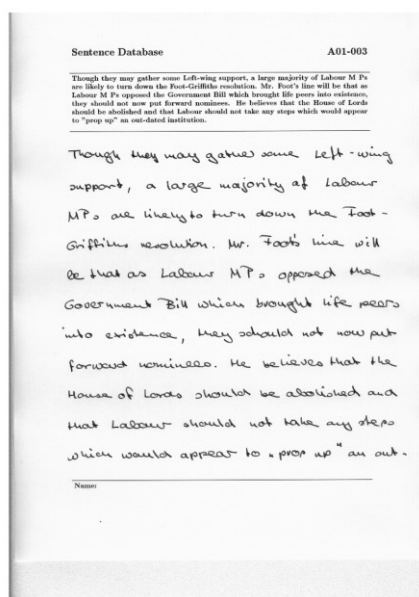 Sentence Database A01-003
Though they may gather some Left-wing support, a large majority of Labour M Ps
are likely to turn down the Foot-Griffiths resolution. Mr. Foot's line will be that as
Labour M Ps opposed the Government Bill which brought life peers into existence,
they should not now put forward nominees. He believes that the House of Lords
should be abolished and that Labour should not take any steps which would appear
to "prop up" an out-dated institution.
Though they may gather some Left-wing
support, a large majority of Labour
MPs are likely to turn down the Foot-
Griffiths resolution. Mr. Foot's line will
be that as Labour MPs opposed the
Government Bill which brought life peers
into existence, they should not now put
forward nominees. He believes that the
House of Lords should be abolished and
that Labour should not take any steps
which would appear to „prop up" an out-
Name: